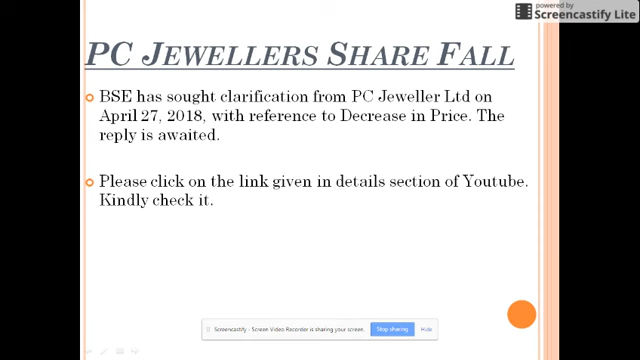 powered by
Screencastify Lite
PC JEWELLERS SHARE FALL
BSE has sought clarification from PC Jeweller Ltd on
April 27, 2018, with reference to Decrease in Price. The
reply is awaited.
Please click on the link given in details section of Youtube.
Kindly check it.
Screencastify - Screen Video Recorder is sharing your screen.
Stop sharing
Hide